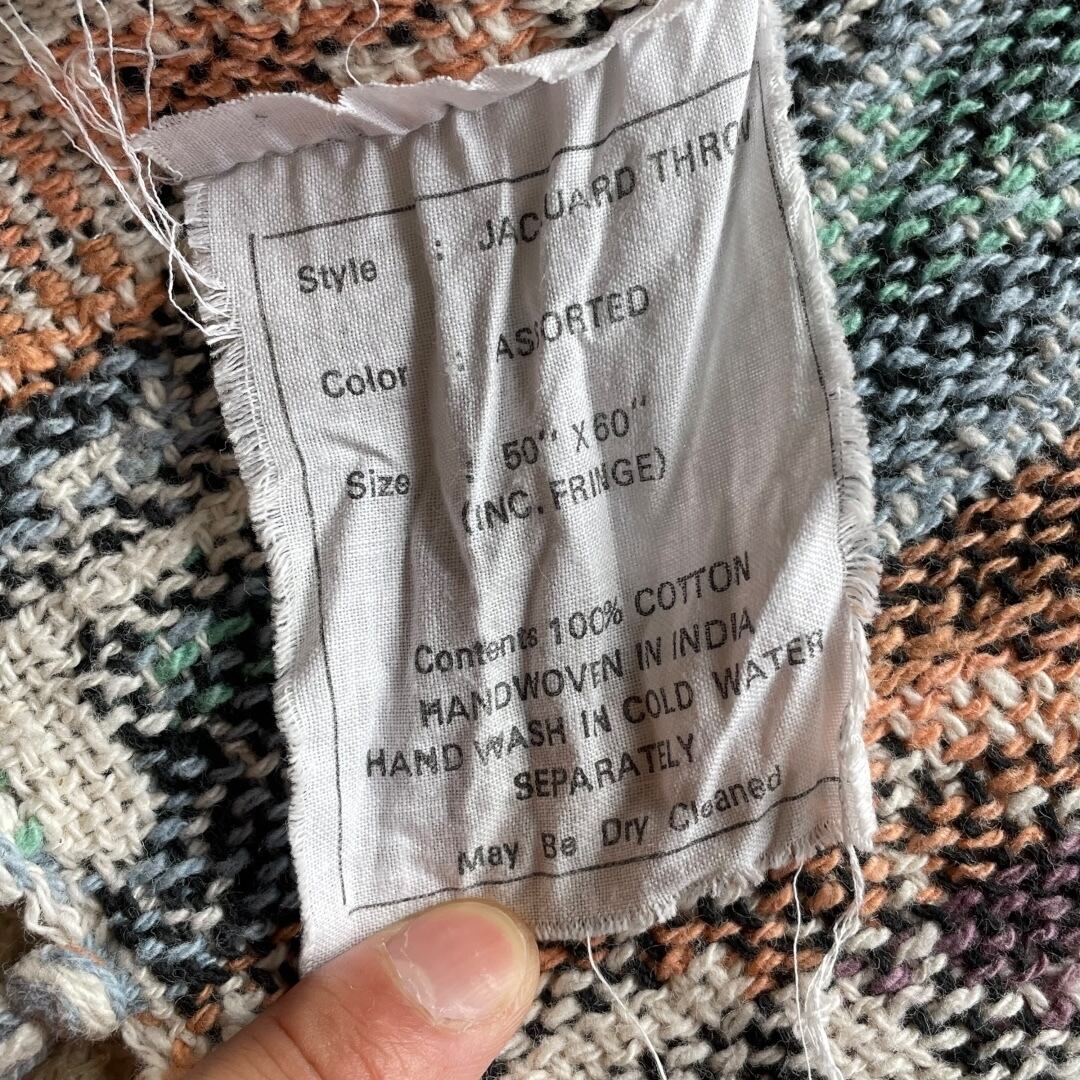 Style : JACQUARD THROW
Color : ASSORTED
Size : 50" X 60"
(INC. FRINGE)
Contents 100% COTTON
HANDWOVEN IN INDIA
HAND WASH IN COLD WATER
SEPARATELY
May Be Dry Cleaned